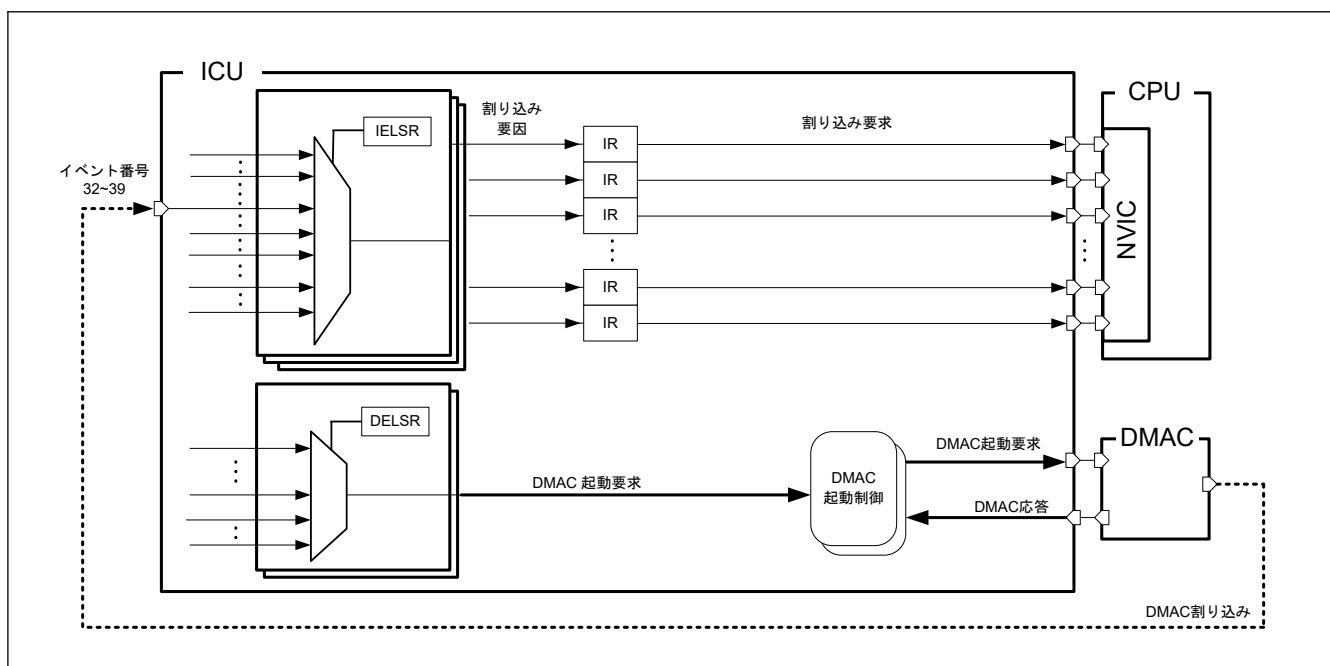 ICU
CPU
IELSR
割り込み
要因
割り込み要求
IR
IR
IR
IR
IR
NVIC
イベント番号
32~39
DELSR
DMAC 起動要求
DMAC
起動制御
DMAC起動要求
DMAC応答
DMAC
DMAC割り込み